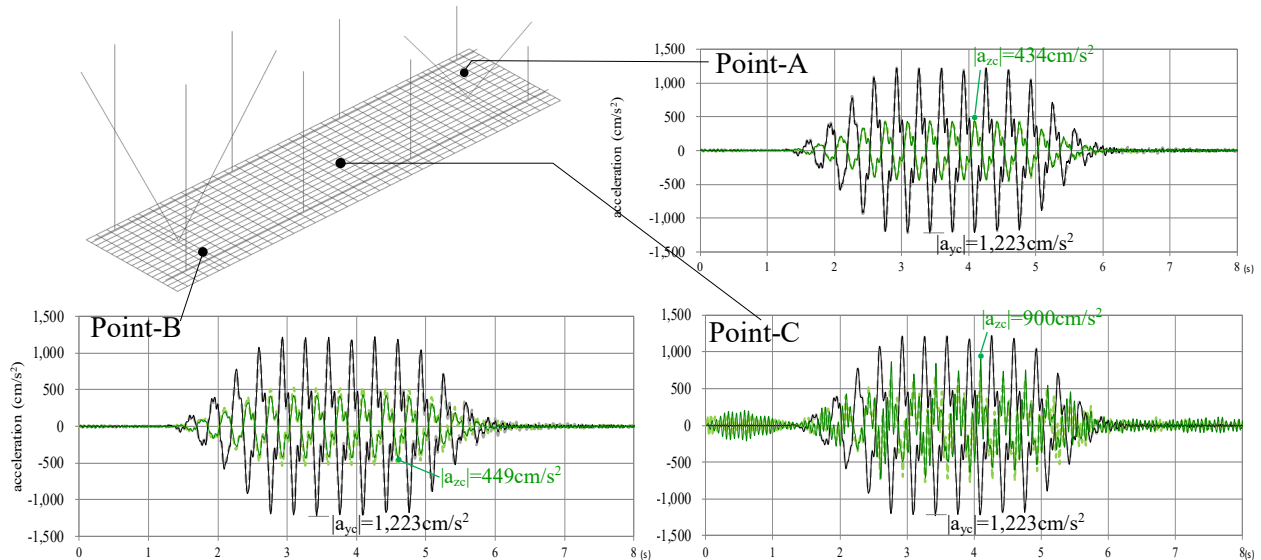 Point-A
acceleration (cm/s²)
1,500
1,000
500
0
-500
-1,000
-1,500
|a_zc|=434cm/s²
|a_yc|=1,223cm/s²
0 1 2 3 4 5 6 7 8 (s)
Point-B
acceleration (cm/s²)
1,500
1,000
500
0
-500
-1,000
-1,500
|a_zc|=449cm/s²
|a_yc|=1,223cm/s²
0 1 2 3 4 5 6 7 8 (s)
Point-C
1,500
1,000
500
0
-500
-1,000
-1,500
|a_zc|=900cm/s²
|a_yc|=1,223cm/s²
0 1 2 3 4 5 6 7 8 (s)